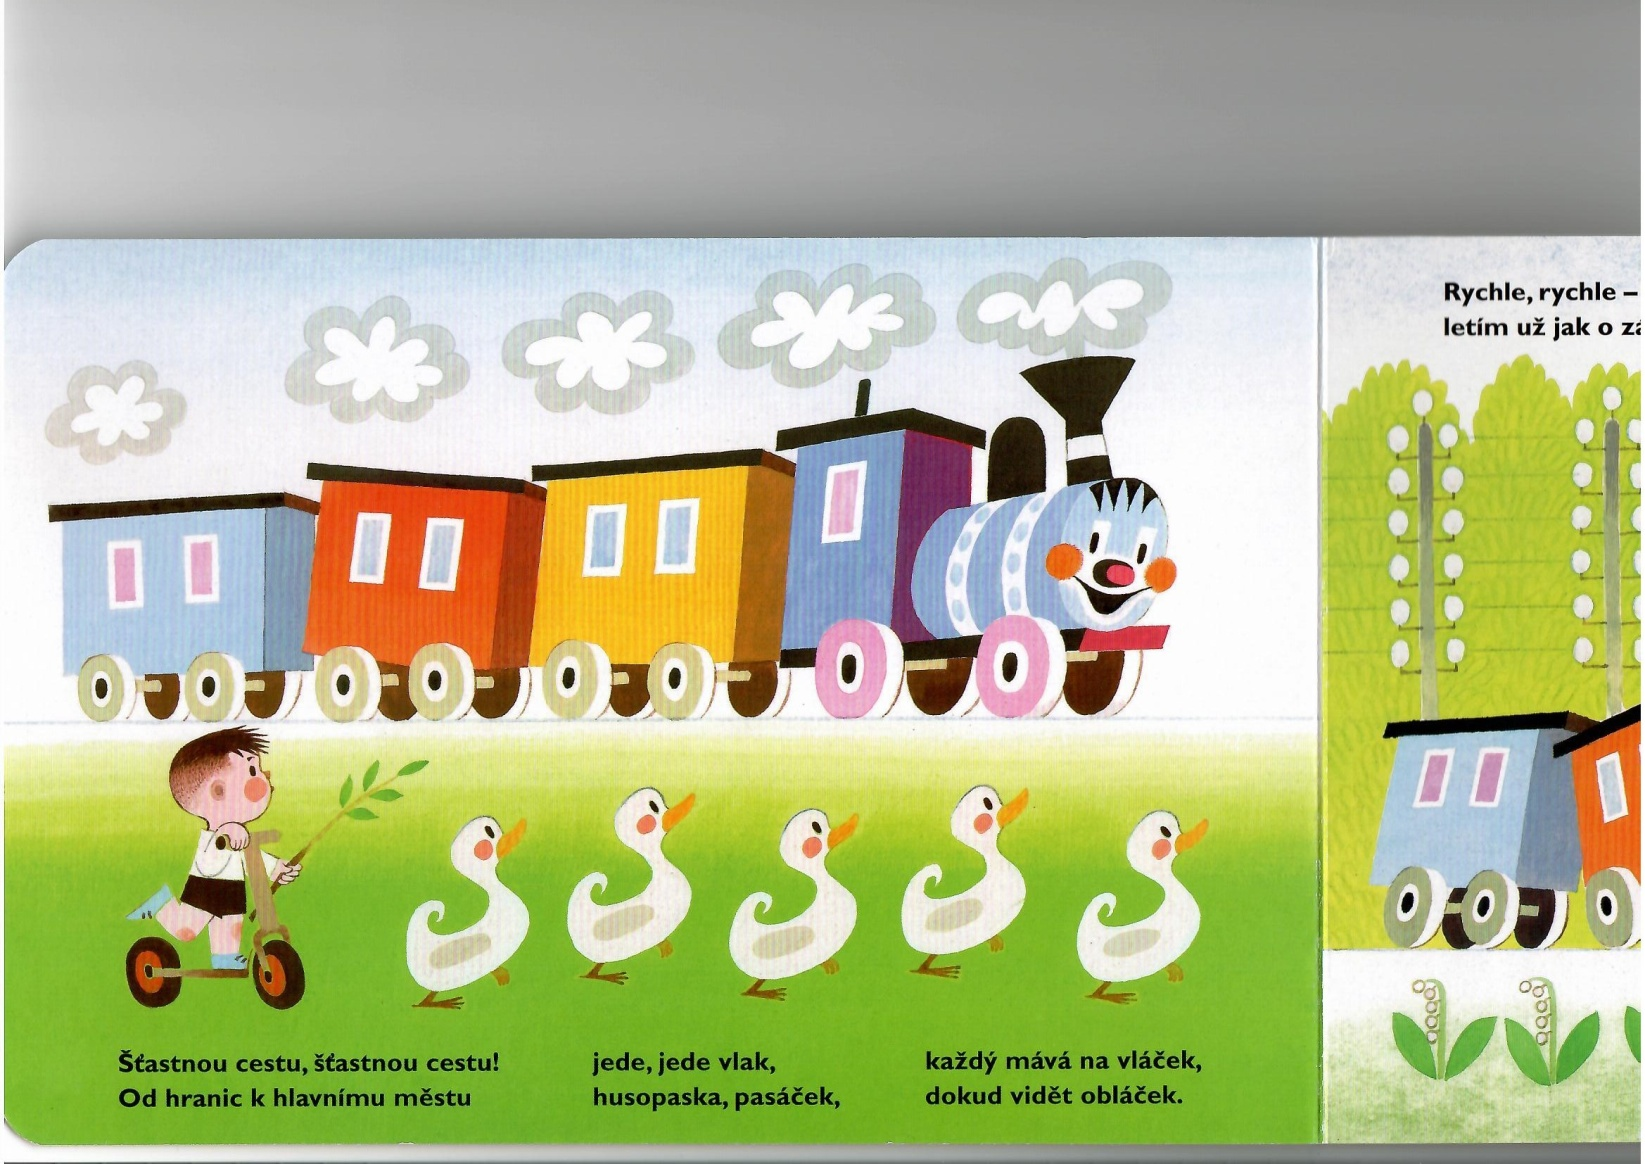 Šťastnou cestu, šťastnou cestu!
Od hranic k hlavnímu městu
jede, jede vlak,
husopaska, pasáček,
každý mává na vláček,
dokud vidět obláček.
Rychle, rychle –
letím už jak o